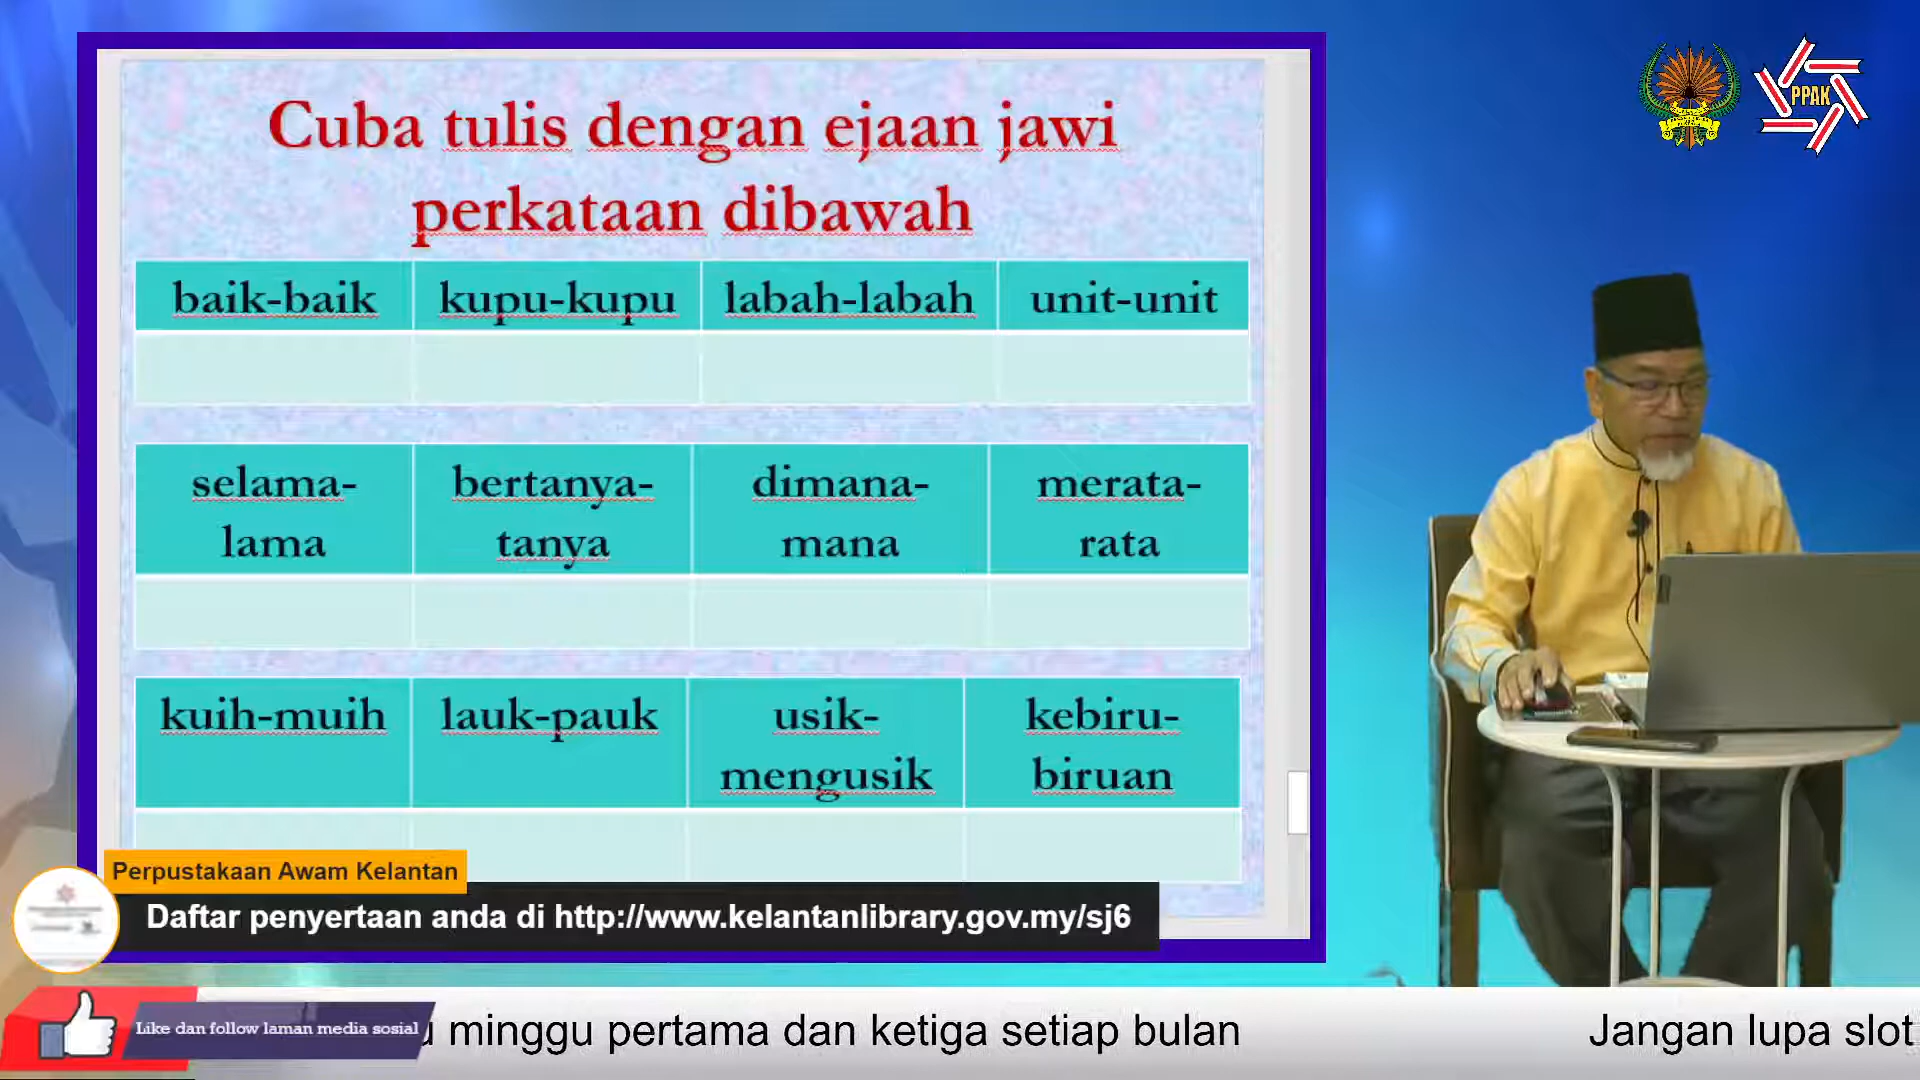 Cuba tulis dengan ejaan jawi
perkataan dibawah
baik-baik
kupu-kupu
labah-labah
unit-unit
selama-
lama
bertanya-
tanya
dimana-
mana
merata-
rata
kuih-muih
lauk-pauk
usik-
mengusik
kebiru-
biruan
PPAK
Perpustakaan Awam Kelantan
Daftar penyertaan anda di http://www.kelantanlibrary.gov.my/sj6
Like dan follow laman media sosial
minggu pertama dan ketiga setiap bulan
Jangan lupa slot